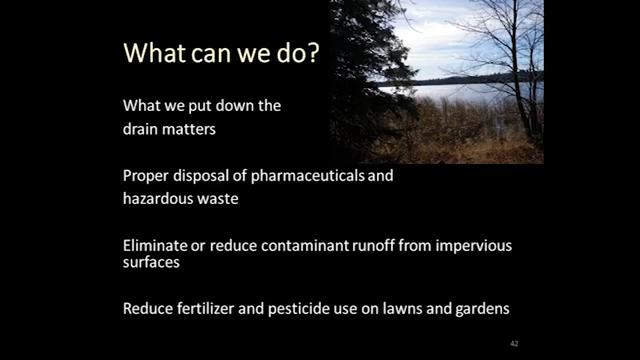 What can we do?
What we put down the
drain matters
Proper disposal of pharmaceuticals and
hazardous waste
Eliminate or reduce contaminant runoff from impervious
surfaces
Reduce fertilizer and pesticide use on lawns and gardens
42